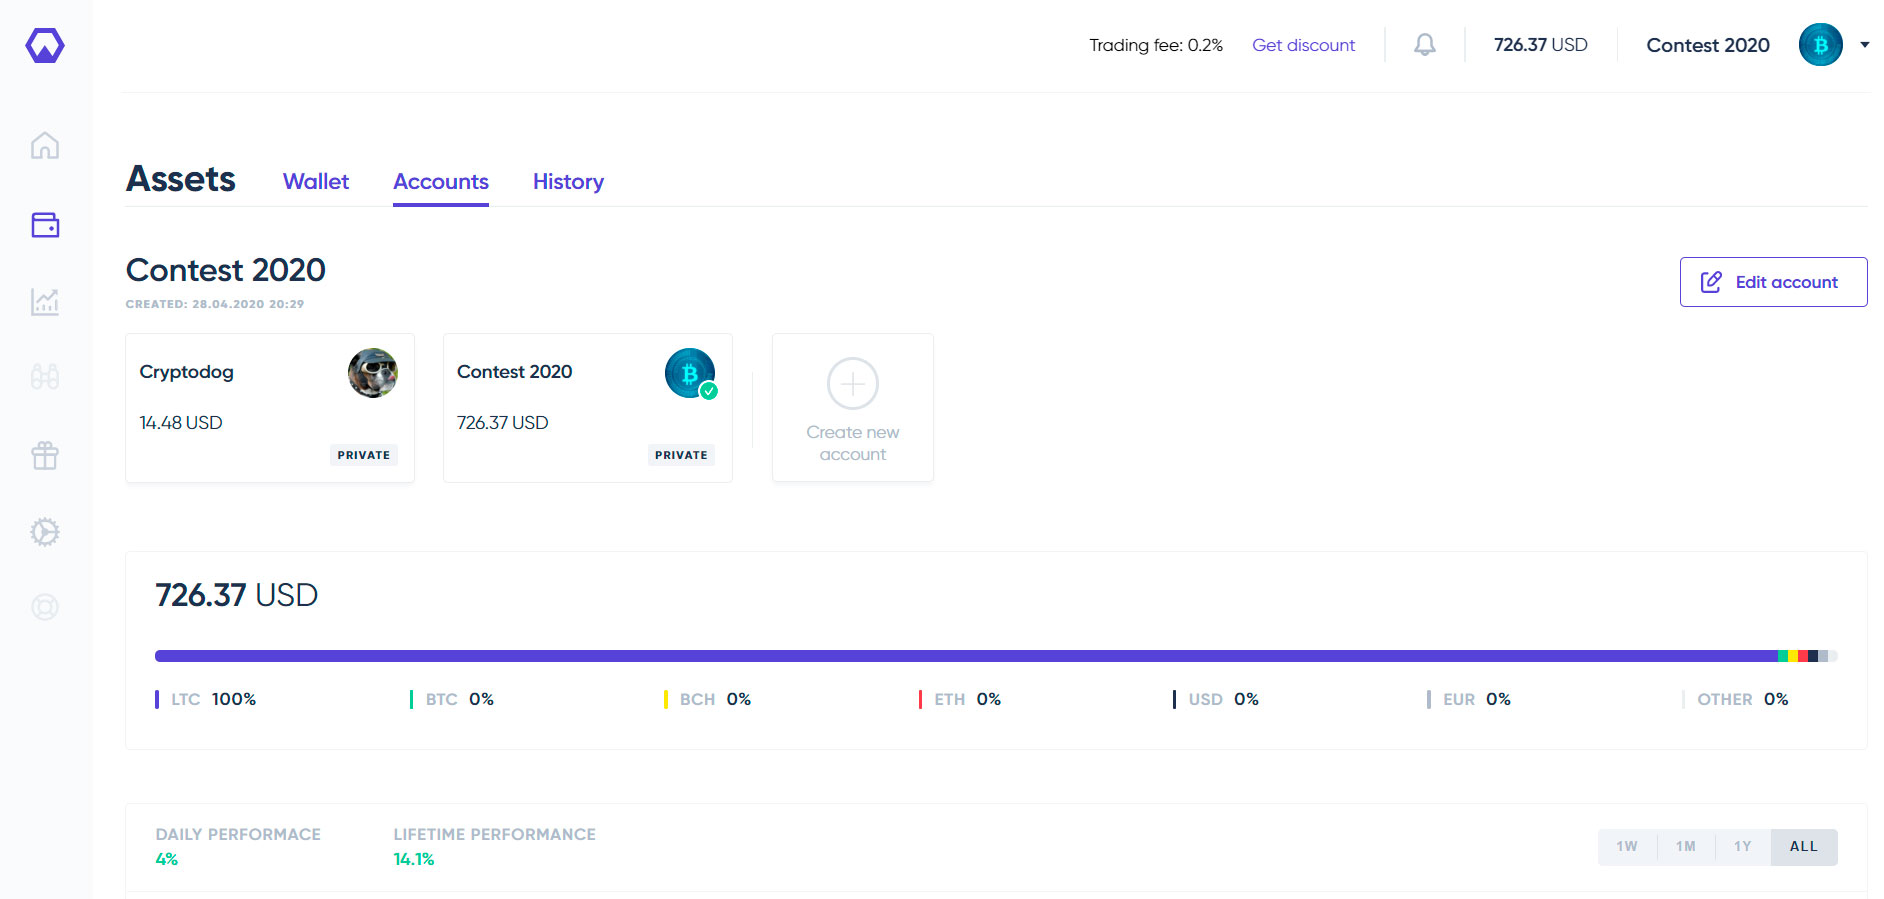 Trading fee: 0.2% Get discount 726.37 USD Contest 2020
Assets Wallet Accounts History
Contest 2020
CREATED: 28.04.2020 20:29
Edit account
Cryptodog
14.48 USD
PRIVATE
Contest 2020
726.37 USD
PRIVATE
Create new
account
726.37 USD
LTC 100% BTC 0% BCH 0% ETH 0% USD 0% EUR 0% OTHER 0%
DAILY PERFORMACE
4%
LIFETIME PERFORMANCE
14.1%
1W 1M 1Y ALL